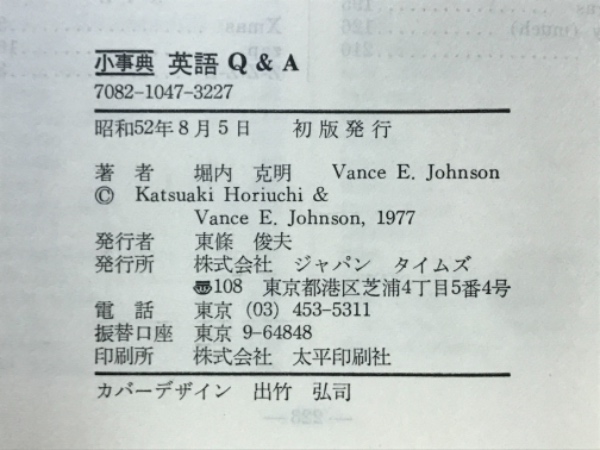 小事典 英語 Q & A
7082-1047-3227
昭和52年8月5日 初版発行
著者 堀内 克明 Vance E. Johnson
© Katsuaki Horiuchi &
Vance E. Johnson, 1977
発行者 東條 俊夫
発行所 株式会社 ジャパン タイムズ
〠108 東京都港区芝浦4丁目5番4号
電話 東京 (03) 453-5311
振替口座 東京 9-64848
印刷所 株式会社 太平印刷社
カバーデザイン 出竹 弘司